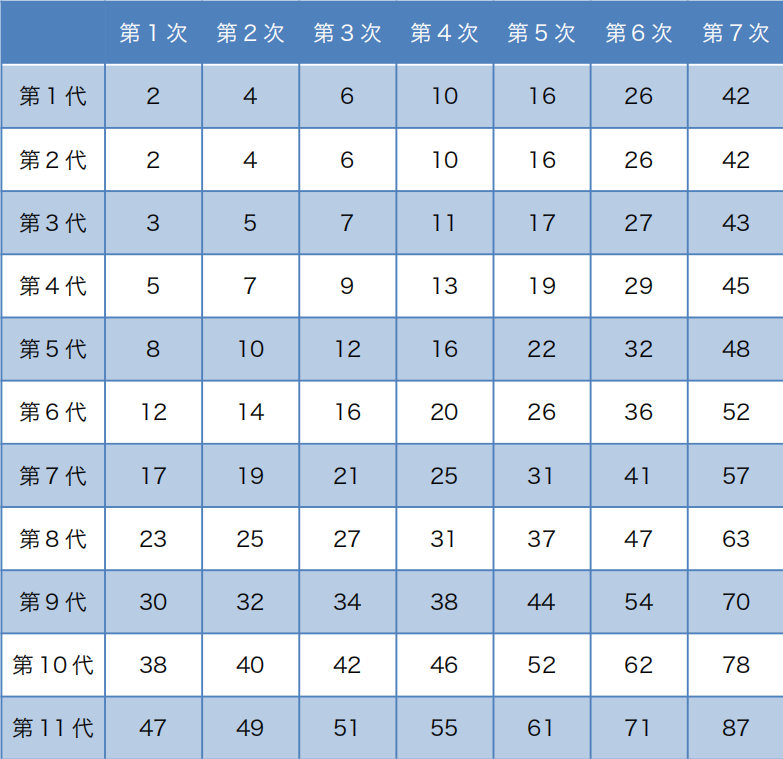 第1次 第2次 第3次 第4次 第5次 第6次 第7次
第1代 2 4 6 10 16 26 42
第2代 2 4 6 10 16 26 42
第3代 3 5 7 11 17 27 43
第4代 5 7 9 13 19 29 45
第5代 8 10 12 16 22 32 48
第6代 12 14 16 20 26 36 52
第7代 17 19 21 25 31 41 57
第8代 23 25 27 31 37 47 63
第9代 30 32 34 38 44 54 70
第10代 38 40 42 46 52 62 78
第11代 47 49 51 55 61 71 87